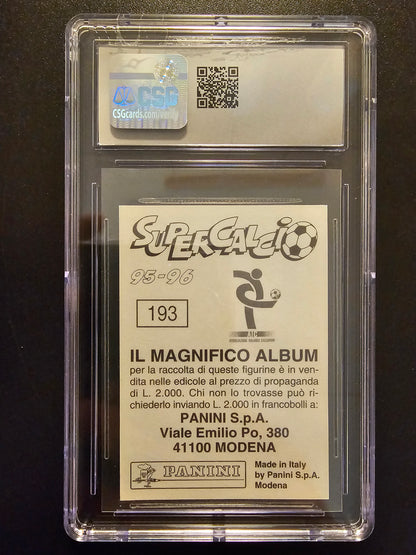 CSG
CSGcards.com/verify
SUPERCALCIO
95-96
193
AIC
IL MAGNIFICO ALBUM
per la raccolta di queste figurine è in ven-
dita nelle edicole al prezzo di propaganda
di L. 2.000. Chi non lo trovasse può ri-
chiederlo inviando L. 2.000 in francobolli a:
PANINI S.p.A.
Viale Emilio Po, 380
41100 MODENA
PANINI
Made in Italy
by Panini S.p.A.
Modena